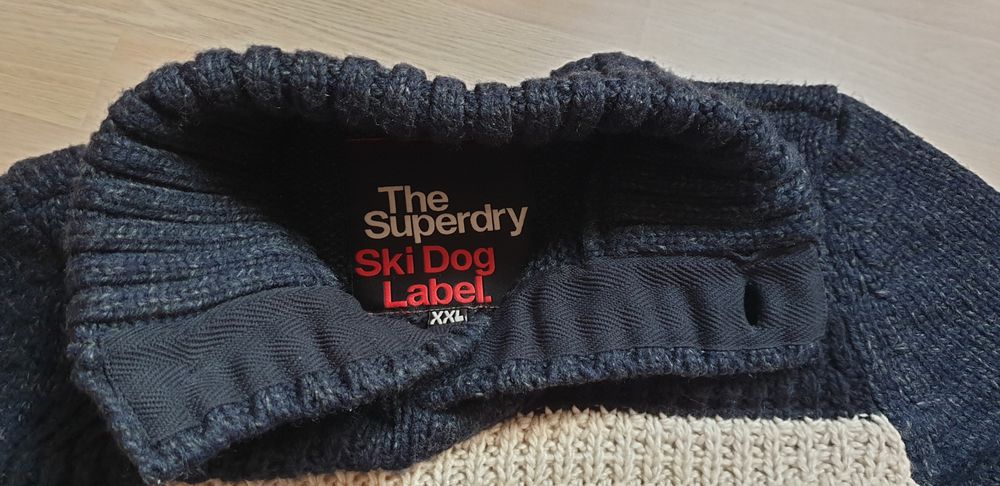 The
Superdry
Ski Dog
Label.
XXL